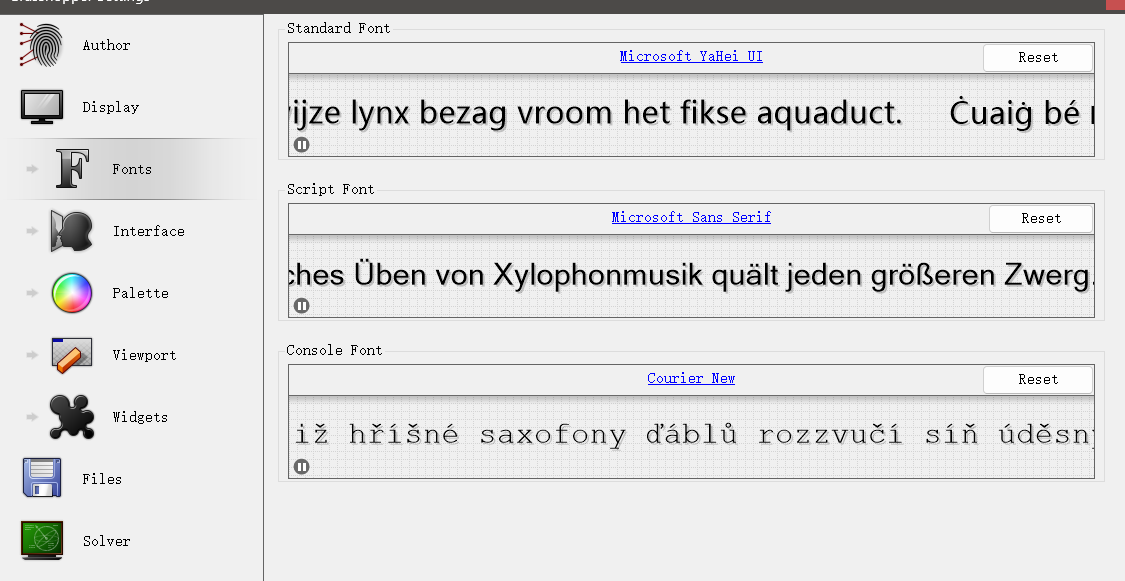 Author
Display
Fonts
Interface
Palette
Viewport
Widgets
Files
Solver
Standard Font
Microsoft YaHei UI
Reset
ijze lynx bezag vroom het fikse aquaduct. Ċuaiġ bé
Script Font
Microsoft Sans Serif
Reset
ches Üben von Xylophonmusik quält jeden größeren Zwerg.
Console Font
Courier New
Reset
iž hříšné saxofony ďáblů rozzvučí síň úděsn